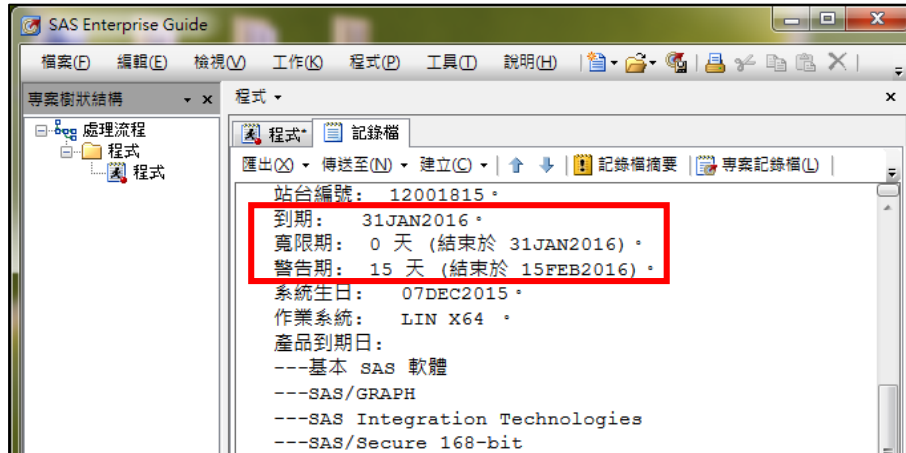 SAS Enterprise Guide
檔案(F) 編輯(E) 檢視(V) 工作(K) 程式(P) 工具(T) 說明(H)
專案樹狀結構
程式
處理流程
程式
程式
程式* 記錄檔
匯出(X) 傳送至(N) 建立(C) 記錄檔摘要 專案記錄檔(L)
站台編號: 12001815。
到期: 31JAN2016。
寬限期: 0 天 (結束於 31JAN2016)。
警告期: 15 天 (結束於 15FEB2016)。
系統生日: 07DEC2015。
作業系統: LIN X64 。
產品到期日:
---基本 SAS 軟體
---SAS/GRAPH
---SAS Integration Technologies
---SAS/Secure 168-bit